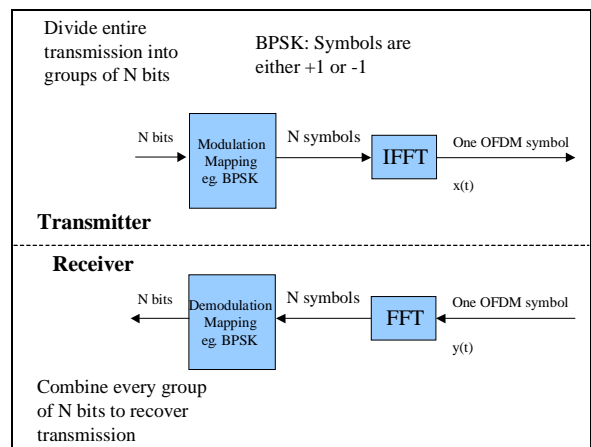 Divide entire
transmission into
groups of N bits
BPSK: Symbols are
either +1 or -1
N bits
Modulation
Mapping
eg. BPSK
N symbols
IFFT
One OFDM symbol
x(t)
Transmitter
Receiver
N bits
Demodulation
Mapping
eg. BPSK
N symbols
FFT
One OFDM symbol
y(t)
Combine every group
of N bits to recover
transmission